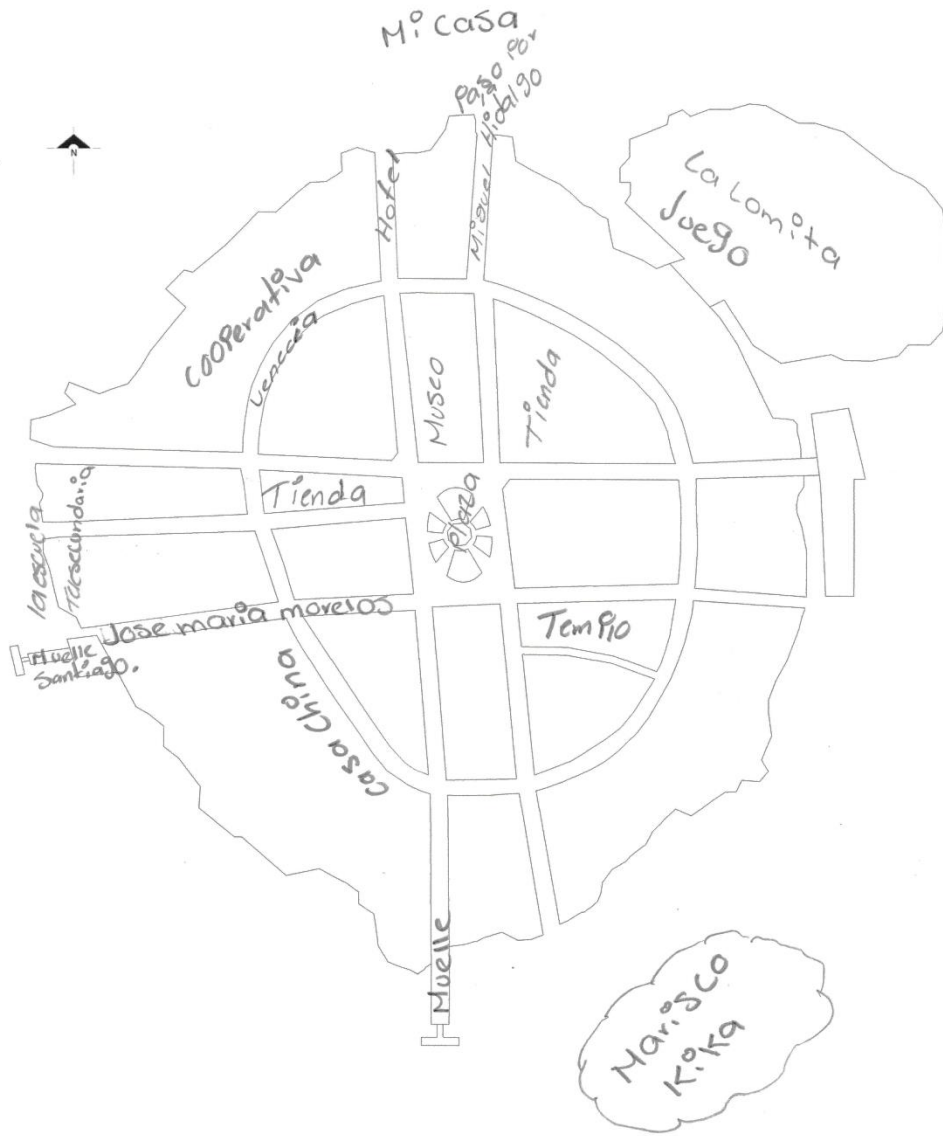 Mi casa
Paso por
Miguel Hidalgo
N
Hotel
La Lomita
Juego
Cooperativa
Veneccia
Museo
Tienda
Tienda
Plaza
la escuela
Telesecundaria
Jose maria morelos
Templo
Muelle
Santiago.
casa China
Muelle
Marisco
Kika